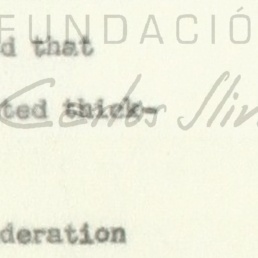 FUNDACIÓ
d that
ted thick-
Carlos Slim
deration